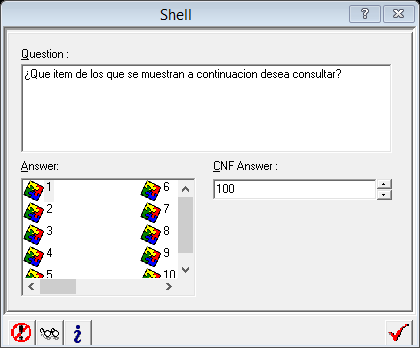 Shell
Question :
¿Que item de los que se muestran a continuacion desea consultar?
Answer:
CNF Answer :
1 6
2 7
3 8
4 9
5 10
100